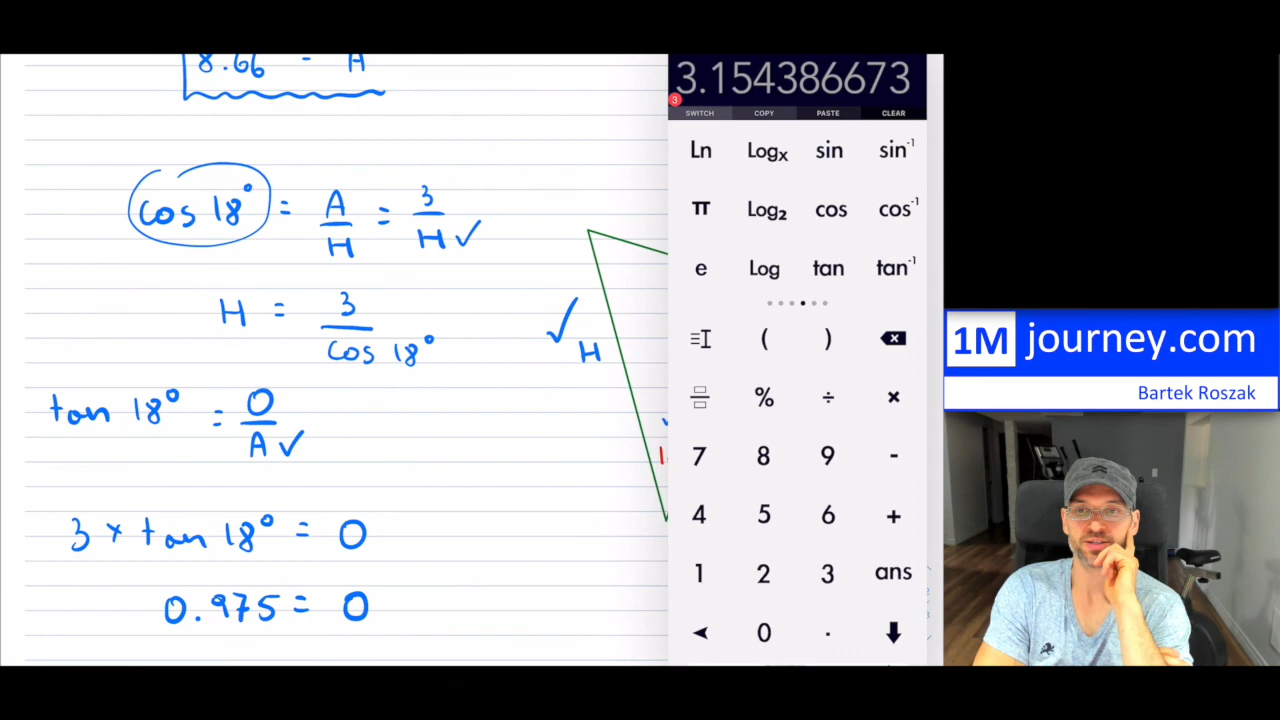 8.66 - A
cos 18° = A/H = 3/H ✓
H = 3/cos 18°
✓
H
tan 18° = O/A ✓
3 × tan 18° = O
0.975 = O
3.154386673
3
SWITCH COPY PASTE CLEAR
Ln Logx sin sin⁻¹
π Log₂ cos cos⁻¹
e Log tan tan⁻¹
( )
% ÷ ×
7 8 9 -
4 5 6 +
1 2 3 ans
0 .
1M journey.com
Bartek Roszak